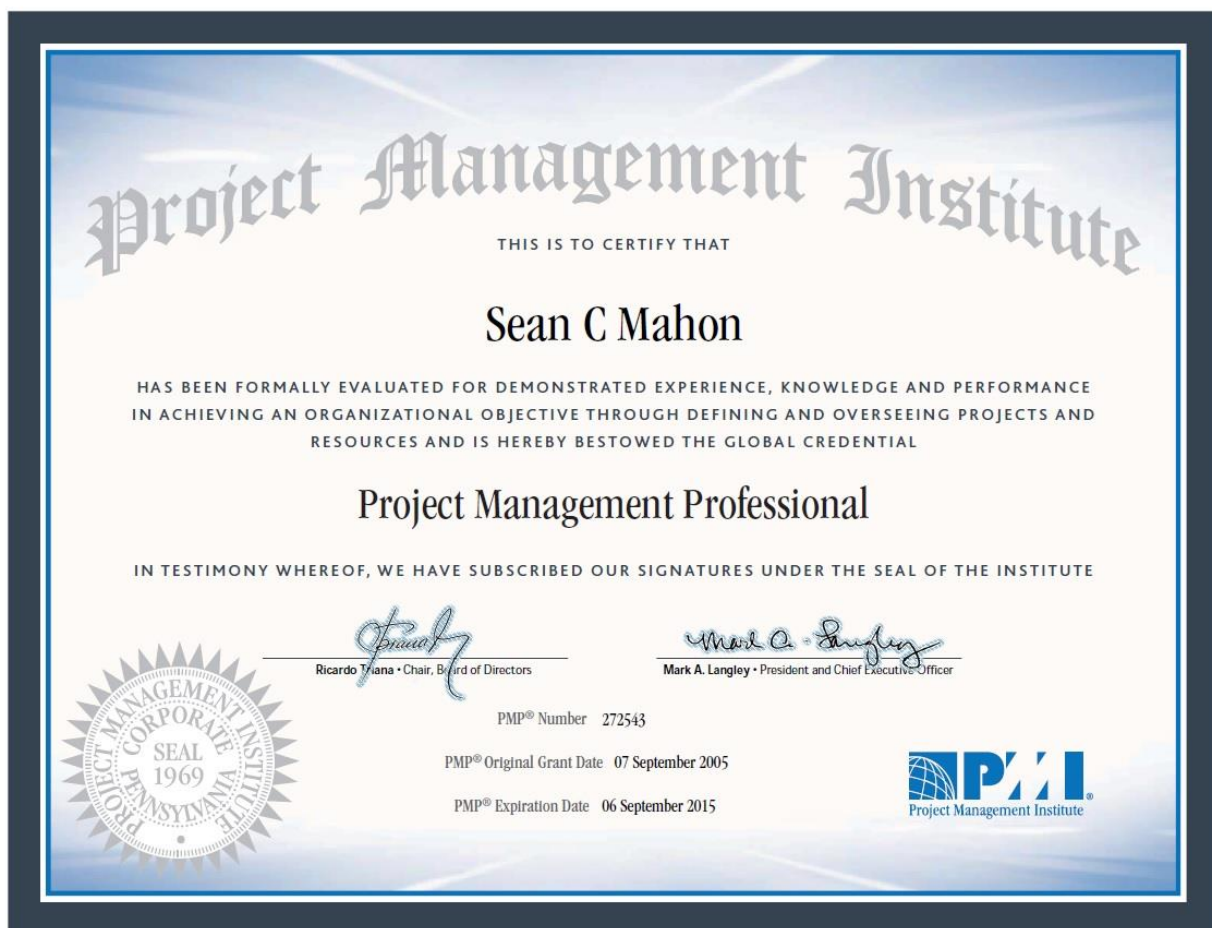 Project Management Institute
THIS IS TO CERTIFY THAT
Sean C Mahon
HAS BEEN FORMALLY EVALUATED FOR DEMONSTRATED EXPERIENCE, KNOWLEDGE AND PERFORMANCE
IN ACHIEVING AN ORGANIZATIONAL OBJECTIVE THROUGH DEFINING AND OVERSEEING PROJECTS AND
RESOURCES AND IS HEREBY BESTOWED THE GLOBAL CREDENTIAL
Project Management Professional
IN TESTIMONY WHEREOF, WE HAVE SUBSCRIBED OUR SIGNATURES UNDER THE SEAL OF THE INSTITUTE
Mark A. Langley
Ricardo Triana • Chair, Board of Directors
Mark A. Langley • President and Chief Executive Officer
PROJECT MANAGEMENT INSTITUTE
CORPORATE
SEAL
1969
PENNSYLVANIA
PMP® Number 272543
PMP® Original Grant Date 07 September 2005
PMP® Expiration Date 06 September 2015
PMI®
Project Management Institute